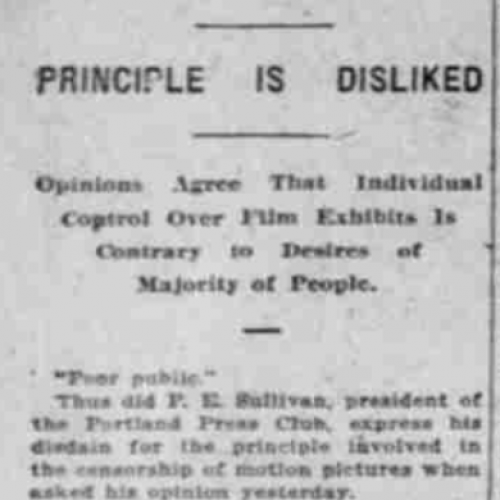 PRINCIPLE IS DISLIKED
Opinions Agree That Individual
Control Over Film Exhibits Is
Contrary to Desires of
Majority of People.
"Poor public."
Thus did P. E. Sullivan, president of
the Portland Press Club, express his
disdain for the principle involved in
the censorship of motion pictures when
asked his opinion yesterday.